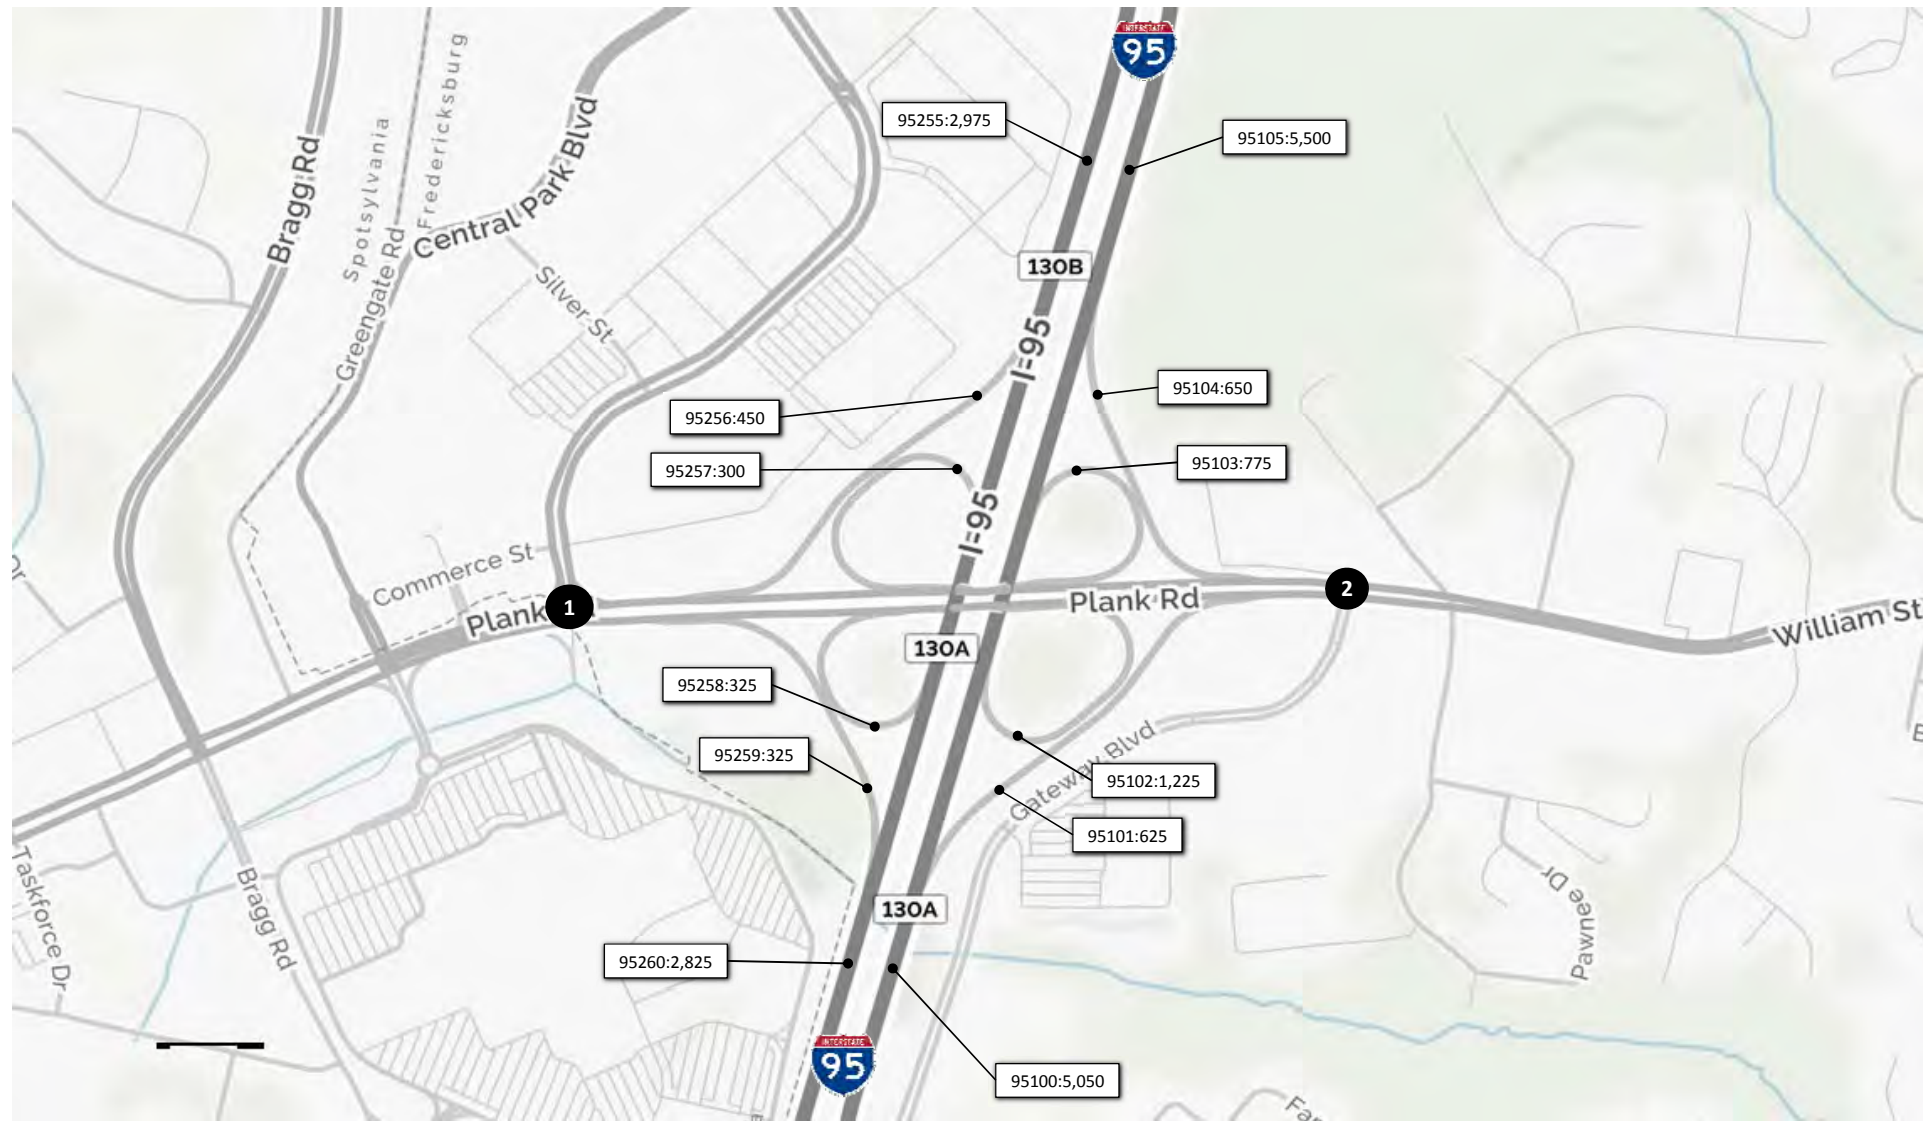 INTERSTATE
95
95255:2,975
95105:5,500
Bragg Rd
Spotsylvania
Fredericksburg
Central Park Blvd
Greengate Rd
Silver St
130B
I-95
95256:450
95104:650
95257:300
95103:775
I-95
Commerce St
Plank
1
Plank Rd
2
William St
130A
95258:325
95259:325
Gateway Blvd
95102:1,225
95101:625
Taskforce Dr
Bragg Rd
130A
Pawnee Dr
95260:2,825
INTERSTATE
95
95100:5,050